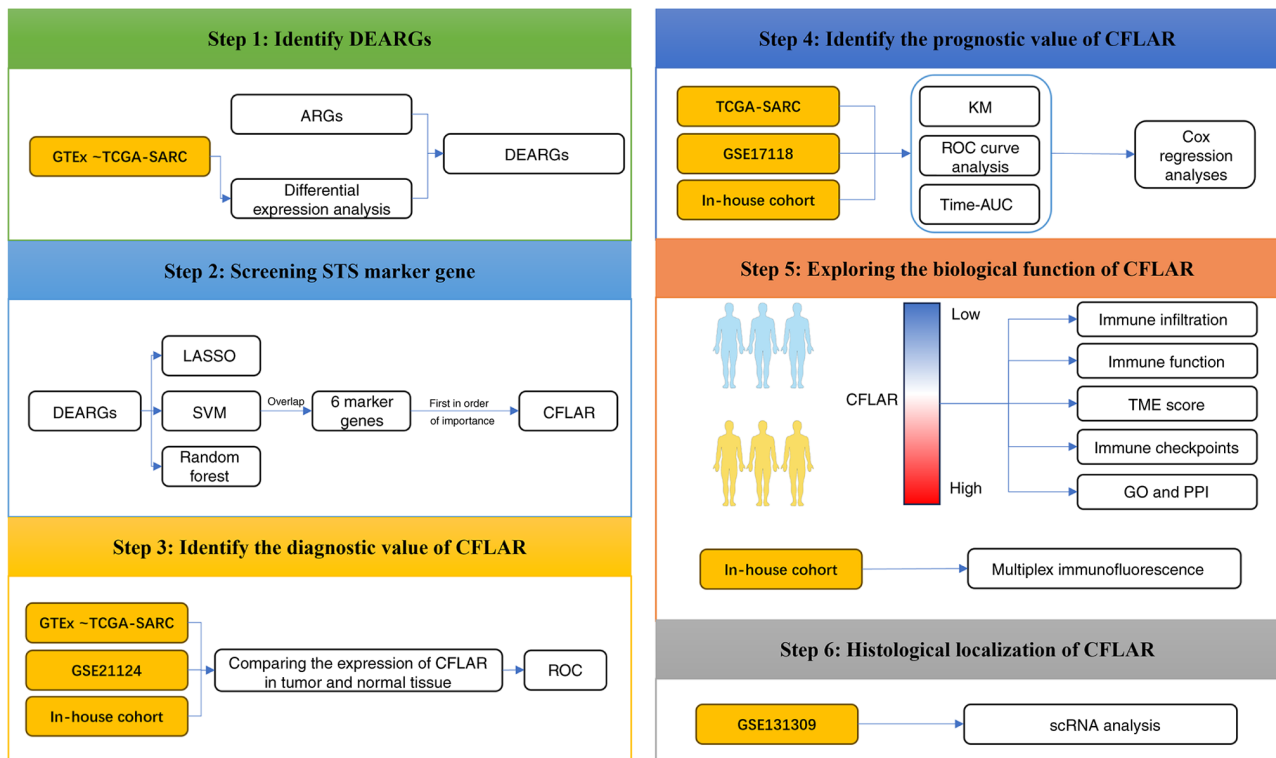 Step 1: Identify DEARGs
ARGs
GTEx ~TCGA-SARC
DEARGs
Differential
expression analysis
Step 2: Screening STS marker gene
LASSO
DEARGs
SVM
Overlap
6 marker
genes
First in order
of importance
CFLAR
Random
forest
Step 3: Identify the diagnostic value of CFLAR
GTEx ~TCGA-SARC
GSE21124
In-house cohort
Comparing the expression of CFLAR
in tumor and normal tissue
ROC
Step 4: Identify the prognostic value of CFLAR
TCGA-SARC
GSE17118
In-house cohort
KM
ROC curve
analysis
Time-AUC
Cox
regression
analyses
Step 5: Exploring the biological function of CFLAR
CFLAR
Low
High
Immune infiltration
Immune function
TME score
Immune checkpoints
GO and PPI
In-house cohort
Multiplex immunofluorescence
Step 6: Histological localization of CFLAR
GSE131309
scRNA analysis